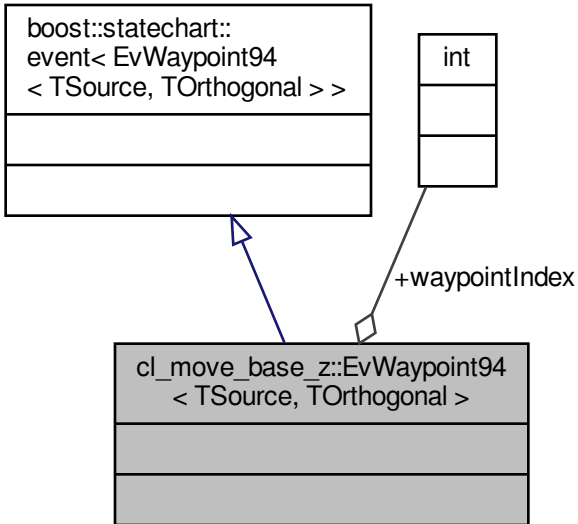 boost::statechart::
event< EvWaypoint94
< TSource, TOrthogonal > >
int
+waypointIndex
cl_move_base_z::EvWaypoint94
< TSource, TOrthogonal >